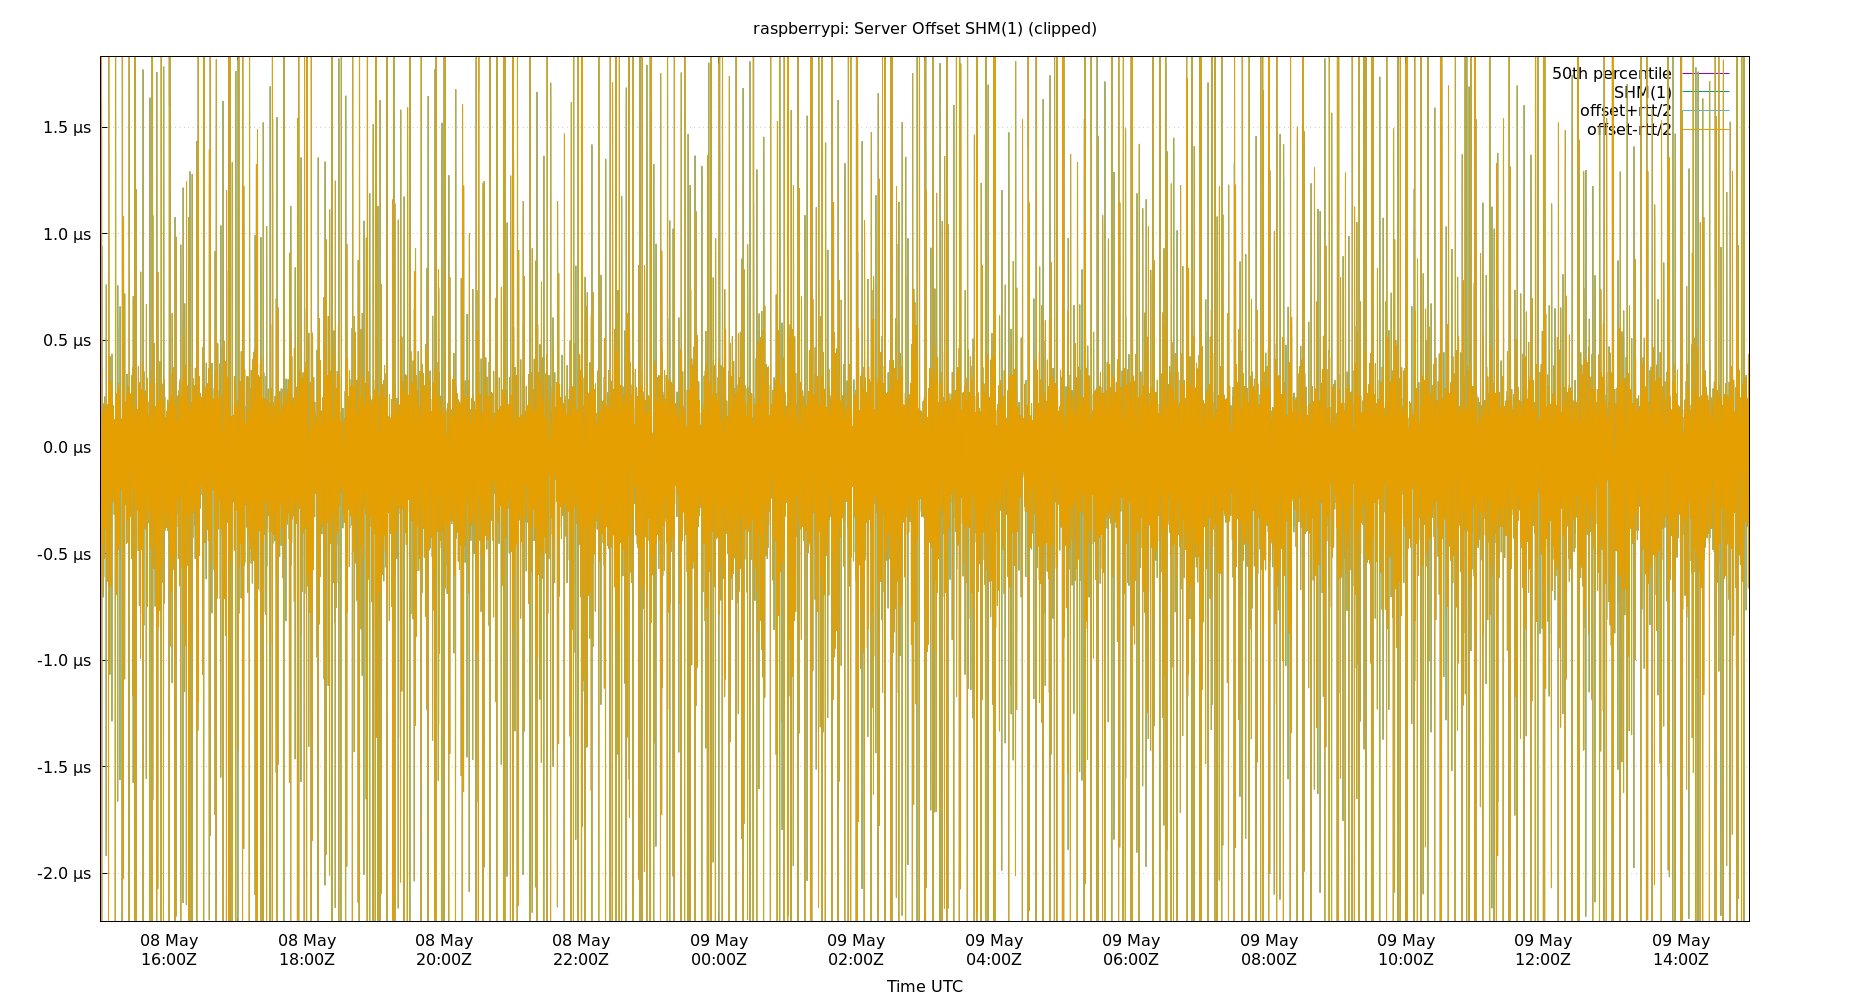 raspberrypi: Server Offset SHM(1) (clipped)
50th percentile
SHM(1)
offset+rtt/2
offset-rtt/2
1.5 µs
1.0 µs
0.5 µs
0.0 µs
-0.5 µs
-1.0 µs
-1.5 µs
-2.0 µs
08 May 08 May 08 May 08 May 09 May 09 May 09 May 09 May 09 May 09 May 09 May 09 May
16:00Z 18:00Z 20:00Z 22:00Z 00:00Z 02:00Z 04:00Z 06:00Z 08:00Z 10:00Z 12:00Z 14:00Z
Time UTC